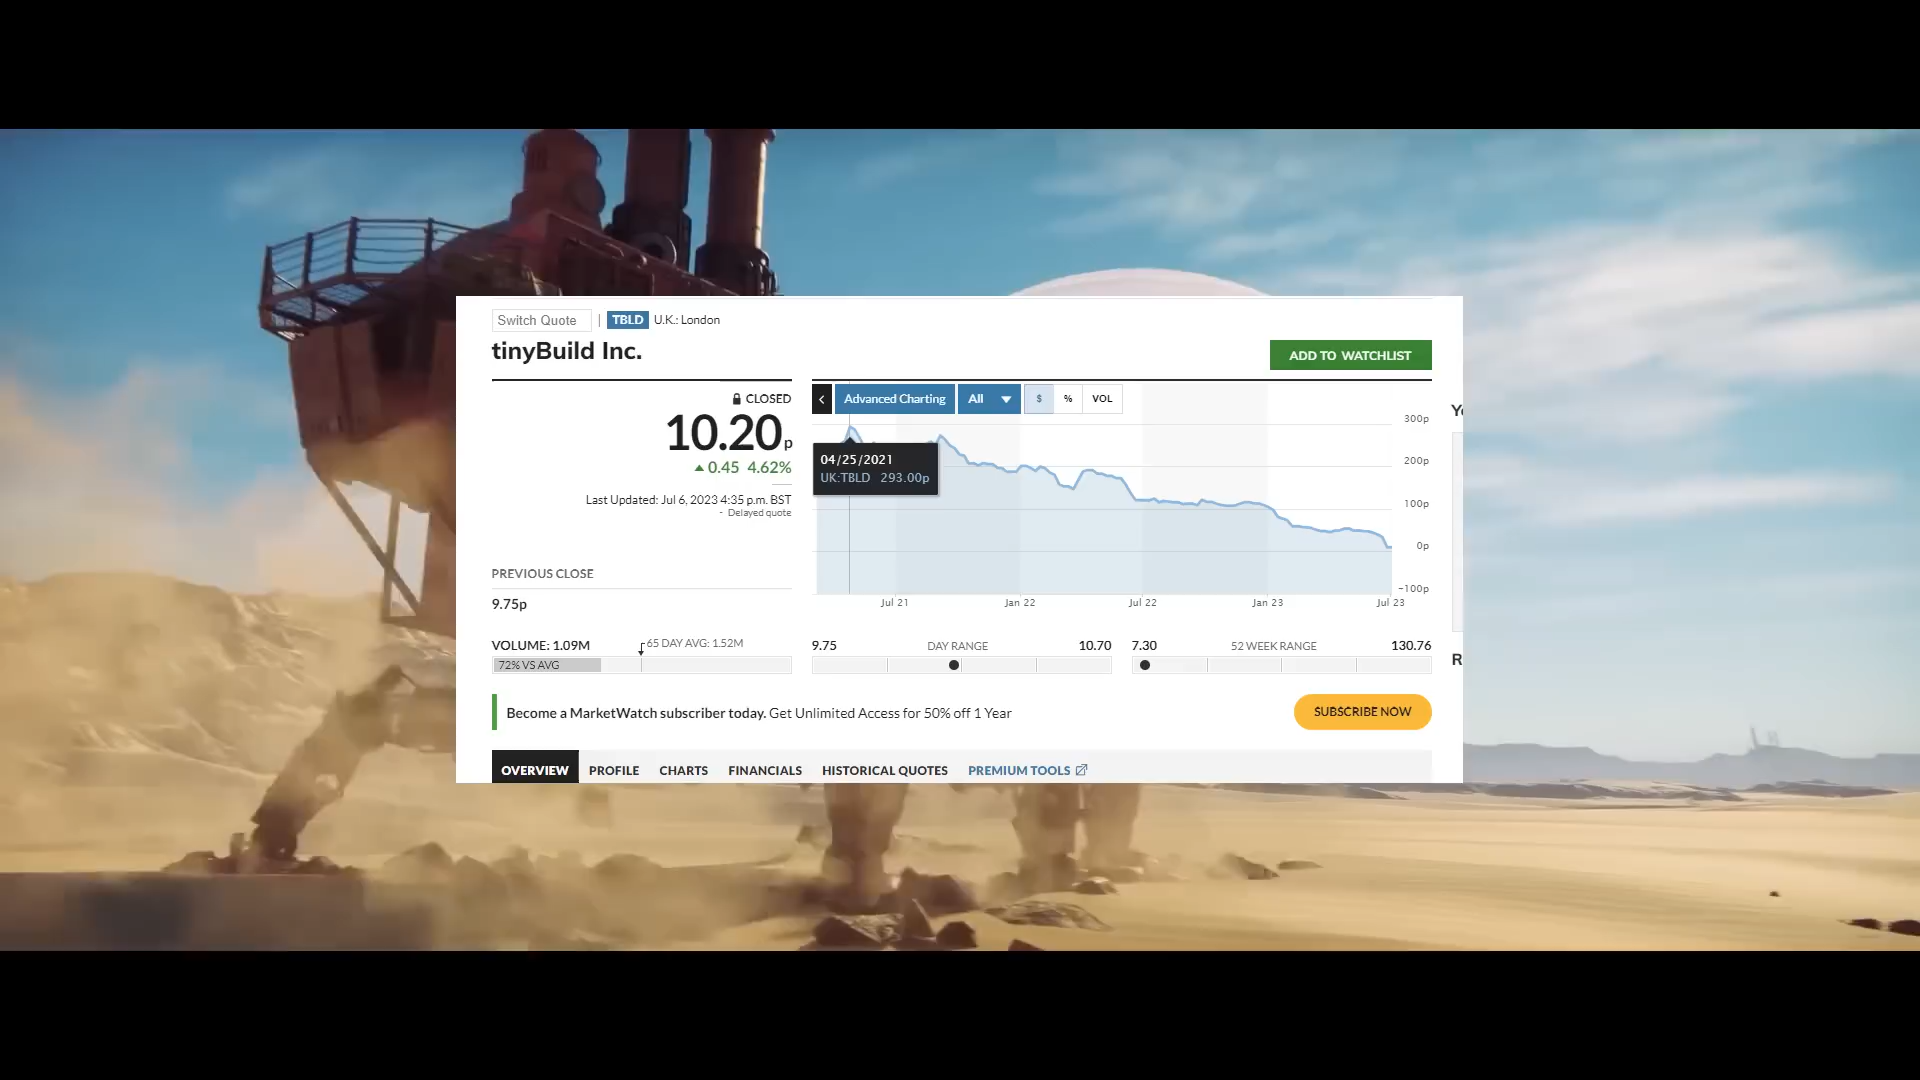 Switch Quote | TBLD U.K.: London
tinyBuild Inc.
ADD TO WATCHLIST
CLOSED
10.20p
0.45 4.62%
Last Updated: Jul 6, 2023 4:35 p.m. BST
- Delayed quote
PREVIOUS CLOSE
9.75p
Advanced Charting All $ % VOL
04/25/2021
UK:TBLD 293.00p
300p
200p
100p
0p
-100p
Jul 21 Jan 22 Jul 22 Jan 23 Jul 23
VOLUME: 1.09M 65 DAY AVG: 1.52M
72% VS AVG
9.75 DAY RANGE 10.70
7.30 52 WEEK RANGE 130.76
Become a MarketWatch subscriber today. Get Unlimited Access for 50% off 1 Year
SUBSCRIBE NOW
OVERVIEW PROFILE CHARTS FINANCIALS HISTORICAL QUOTES PREMIUM TOOLS